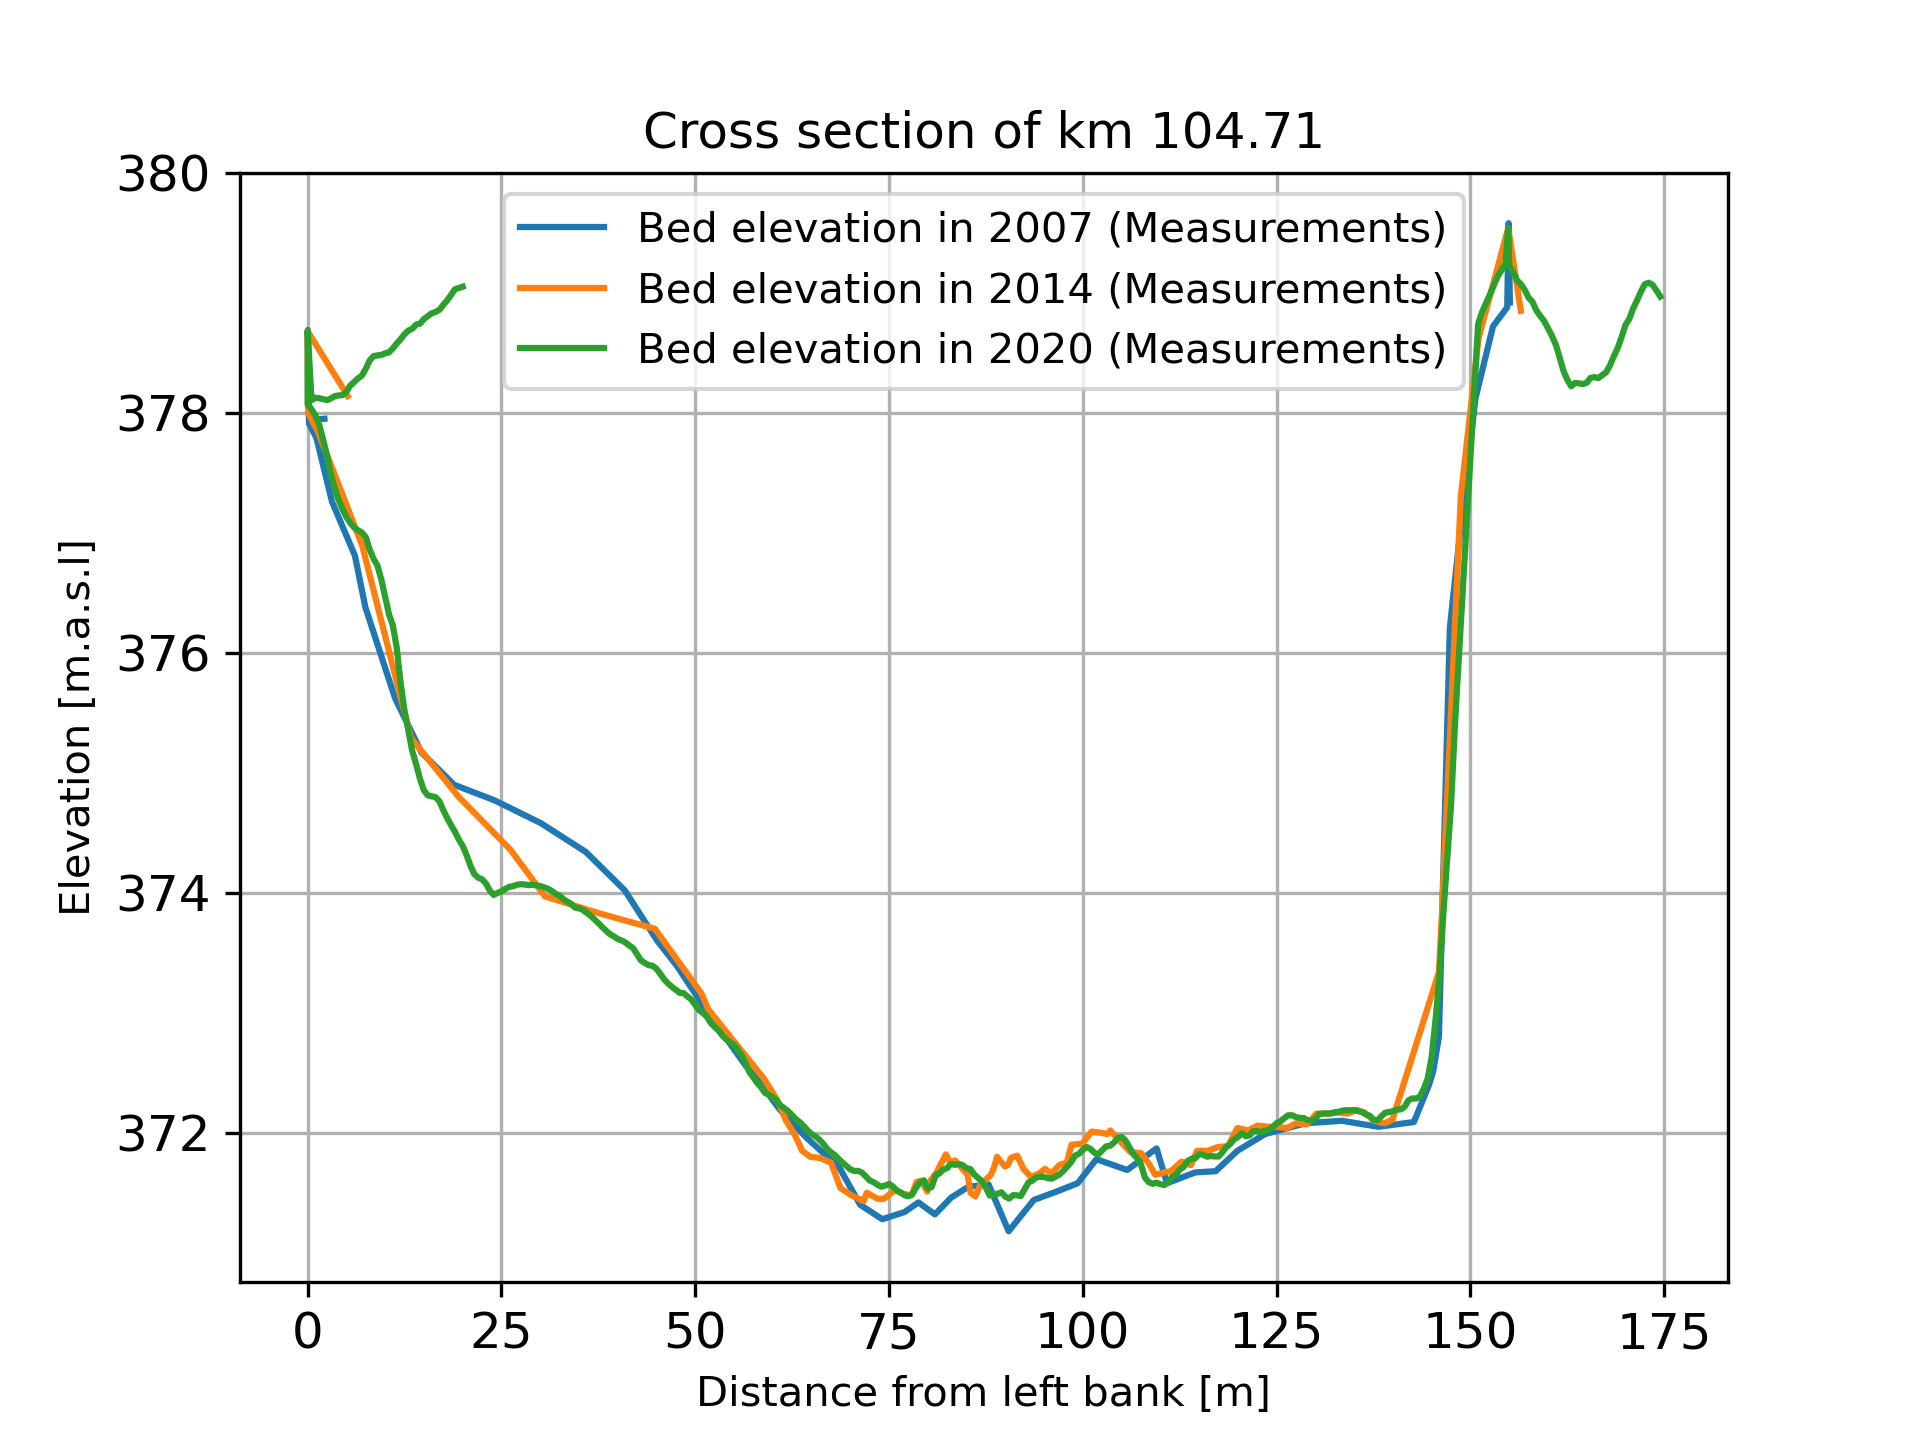 Cross section of km 104.71
380
378
376
374
372
Elevation [m.a.s.l]
Bed elevation in 2007 (Measurements)
Bed elevation in 2014 (Measurements)
Bed elevation in 2020 (Measurements)
0 25 50 75 100 125 150 175
Distance from left bank [m]